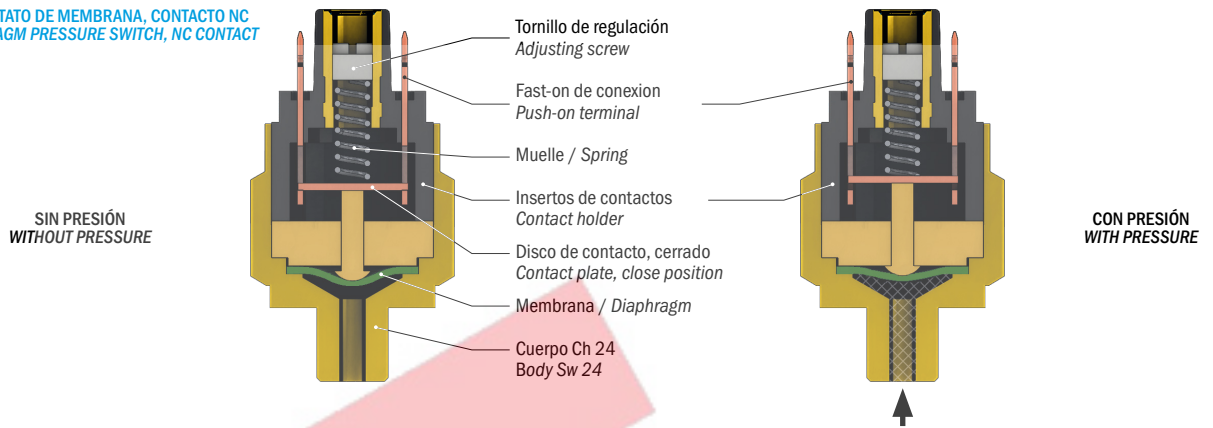 TATO DE MEMBRANA, CONTACTO NC
AGM PRESSURE SWITCH, NC CONTACT
Tornillo de regulación
Adjusting screw
Fast-on de conexion
Push-on terminal
Muelle / Spring
Insertos de contactos
Contact holder
Disco de contacto, cerrado
Contact plate, close position
Membrana / Diaphragm
Cuerpo Ch 24
Body Sw 24
SIN PRESIÓN
WITHOUT PRESSURE
CON PRESIÓN
WITH PRESSURE